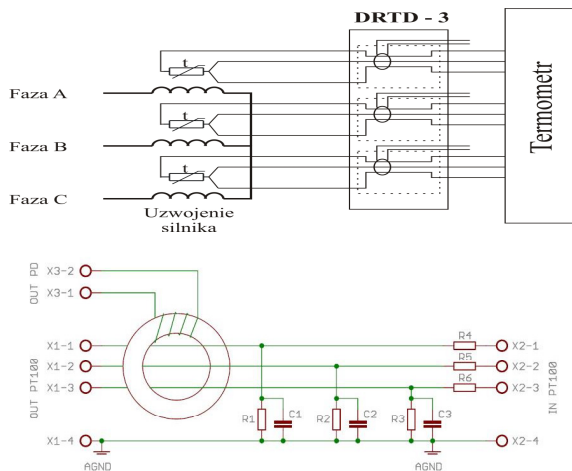 DRTD - 3
t
Faza A
t
Faza B
t
Faza C
Uzwojenie
silnika
Termometr
OUT PD
X3-2
X3-1
OUT PT100
X1-1
X1-2
X1-3
X1-4
R4
R5
R6
X2-1
X2-2
X2-3
X2-4
IN PT100
R1
C1
R2
C2
R3
C3
AGND
AGND